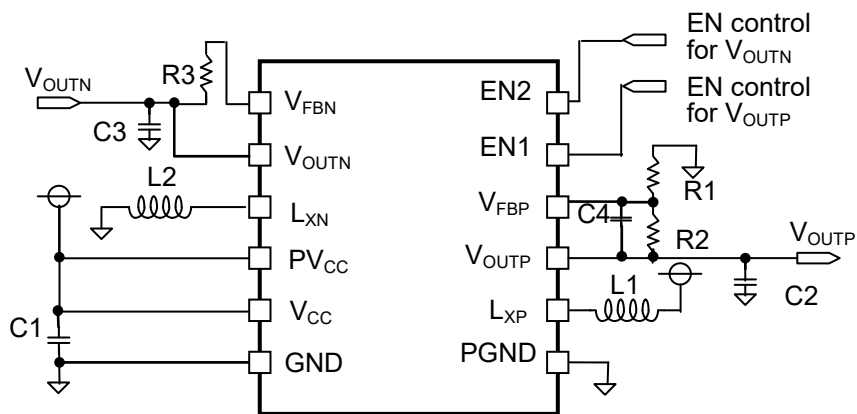 EN control
for VOUTN
EN control
for VOUTP
VOUTN
R3
C3
VFBN
VOUTN
L2
LXN
PVCC
VCC
C1
GND
EN2
EN1
VFBP
VOUTP
LXP
PGND
R1
C4
R2
L1
VOUTP
C2